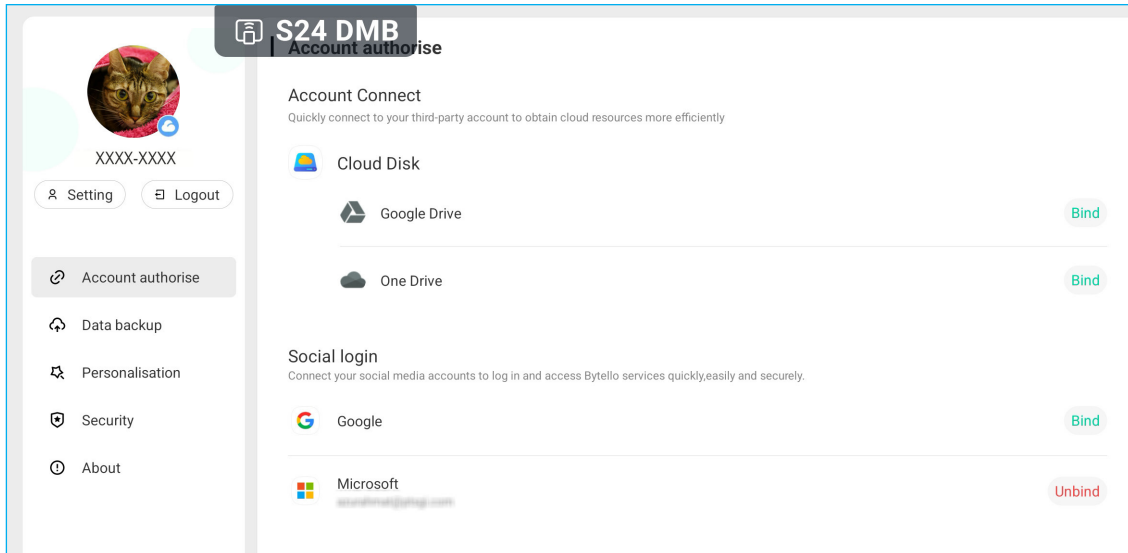 S24 DMB
Account authorise
Account Connect
Quickly connect to your third-party account to obtain cloud resources more efficiently
XXXX-XXXX
Setting
Logout
Cloud Disk
Google Drive
Bind
One Drive
Bind
Account authorise
Data backup
Personalisation
Security
About
Social login
Connect your social media accounts to log in and access Bytello services quickly,easily and securely.
Google
Bind
Microsoft
Unbind